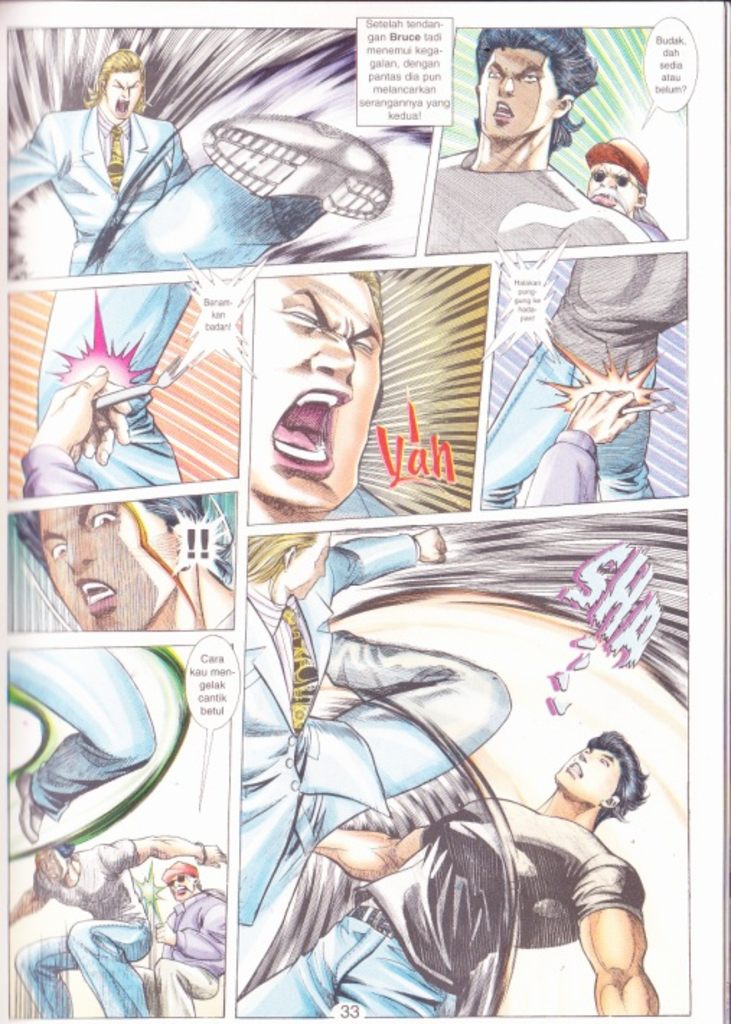 Setelah tendan-
gan Bruce tadi
menemui kega-
galan, dengan
pantas dia pun
melancarkan
serangannya yang
kedua!
Budak,
dah
sedia
atau
belum?
Benam-
kan
badan!
Yah
Halakan
pung-
gung ke
hada-
pan!
!!
Cara
kau men-
gelak
cantik
betul
SHA
33